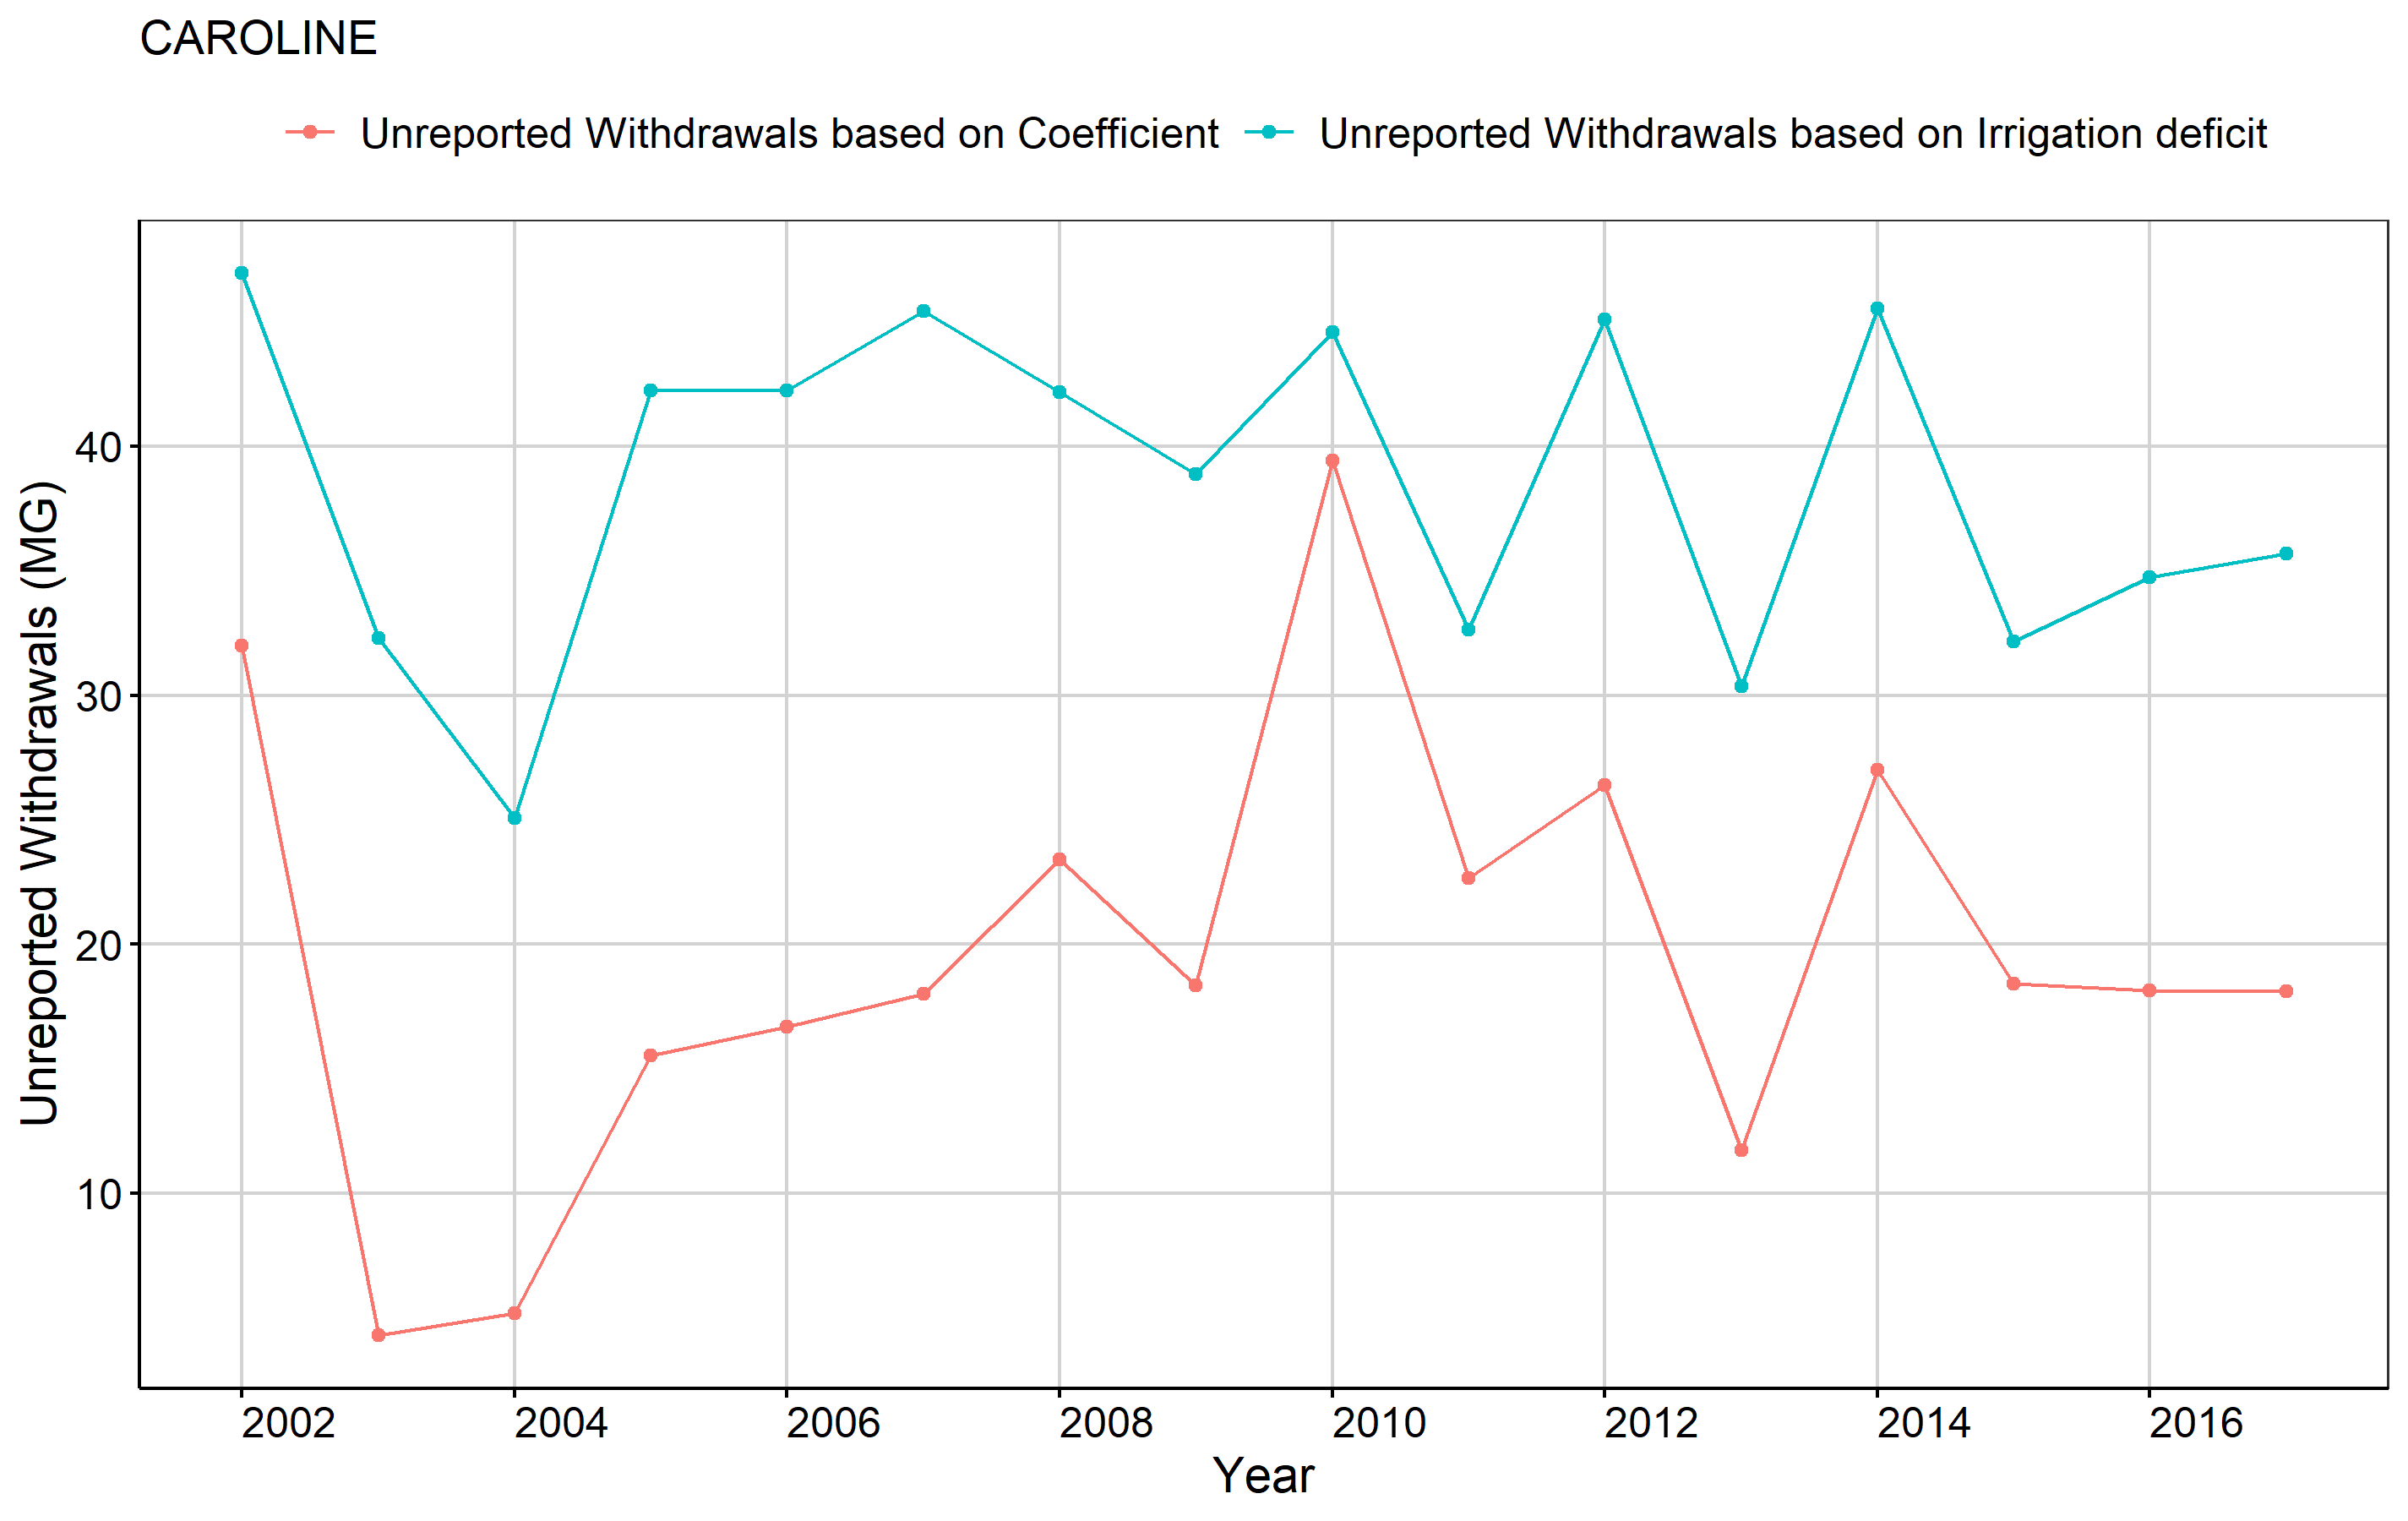 CAROLINE
Unreported Withdrawals based on Coefficient Unreported Withdrawals based on Irrigation deficit
Unreported Withdrawals (MG)
40
30
20
10
2002 2004 2006 2008 2010 2012 2014 2016
Year